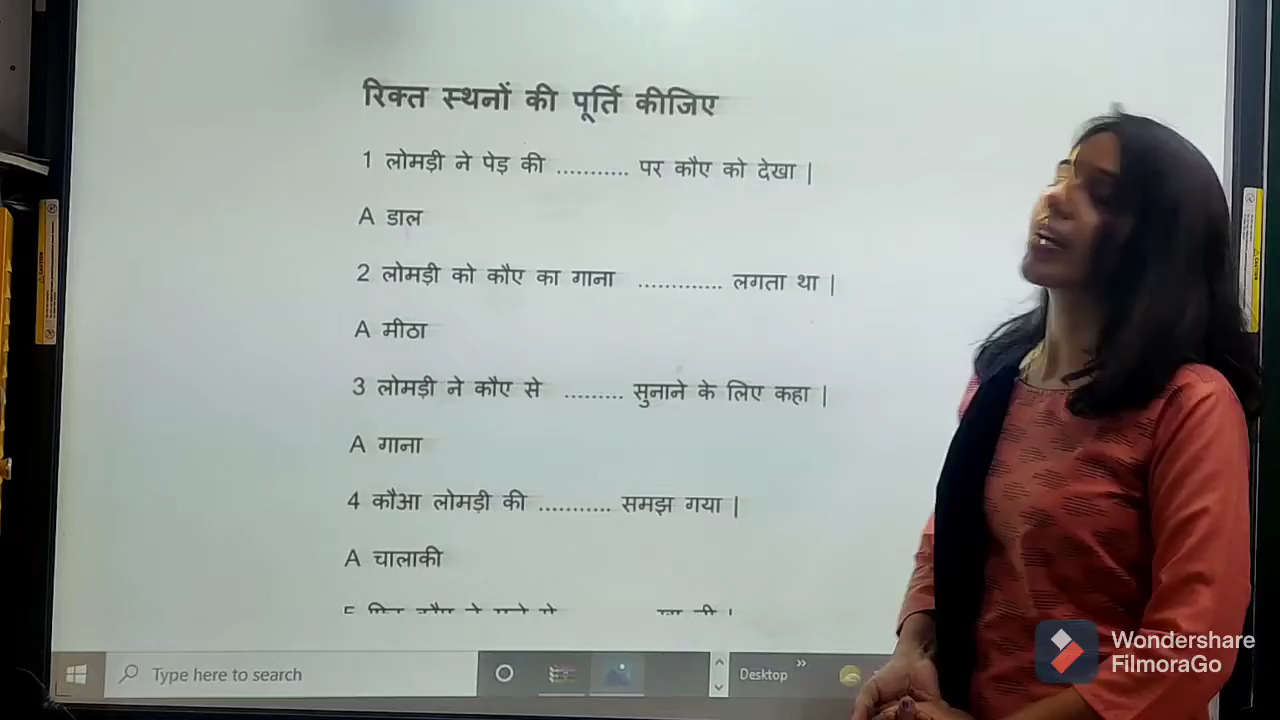 रिक्त स्थनों की पूर्ति कीजिए
1 लोमड़ी ने पेड़ की ........... पर कौए को देखा |
A डाल
2 लोमड़ी को कौए का गाना ............. लगता था |
A मीठा
3 लोमड़ी ने कौए से ......... सुनाने के लिए कहा |
A गाना
4 कौआ लोमड़ी की ........... समझ गया |
A चालाकी
Type here to search
Desktop
Wondershare
FilmoraGo